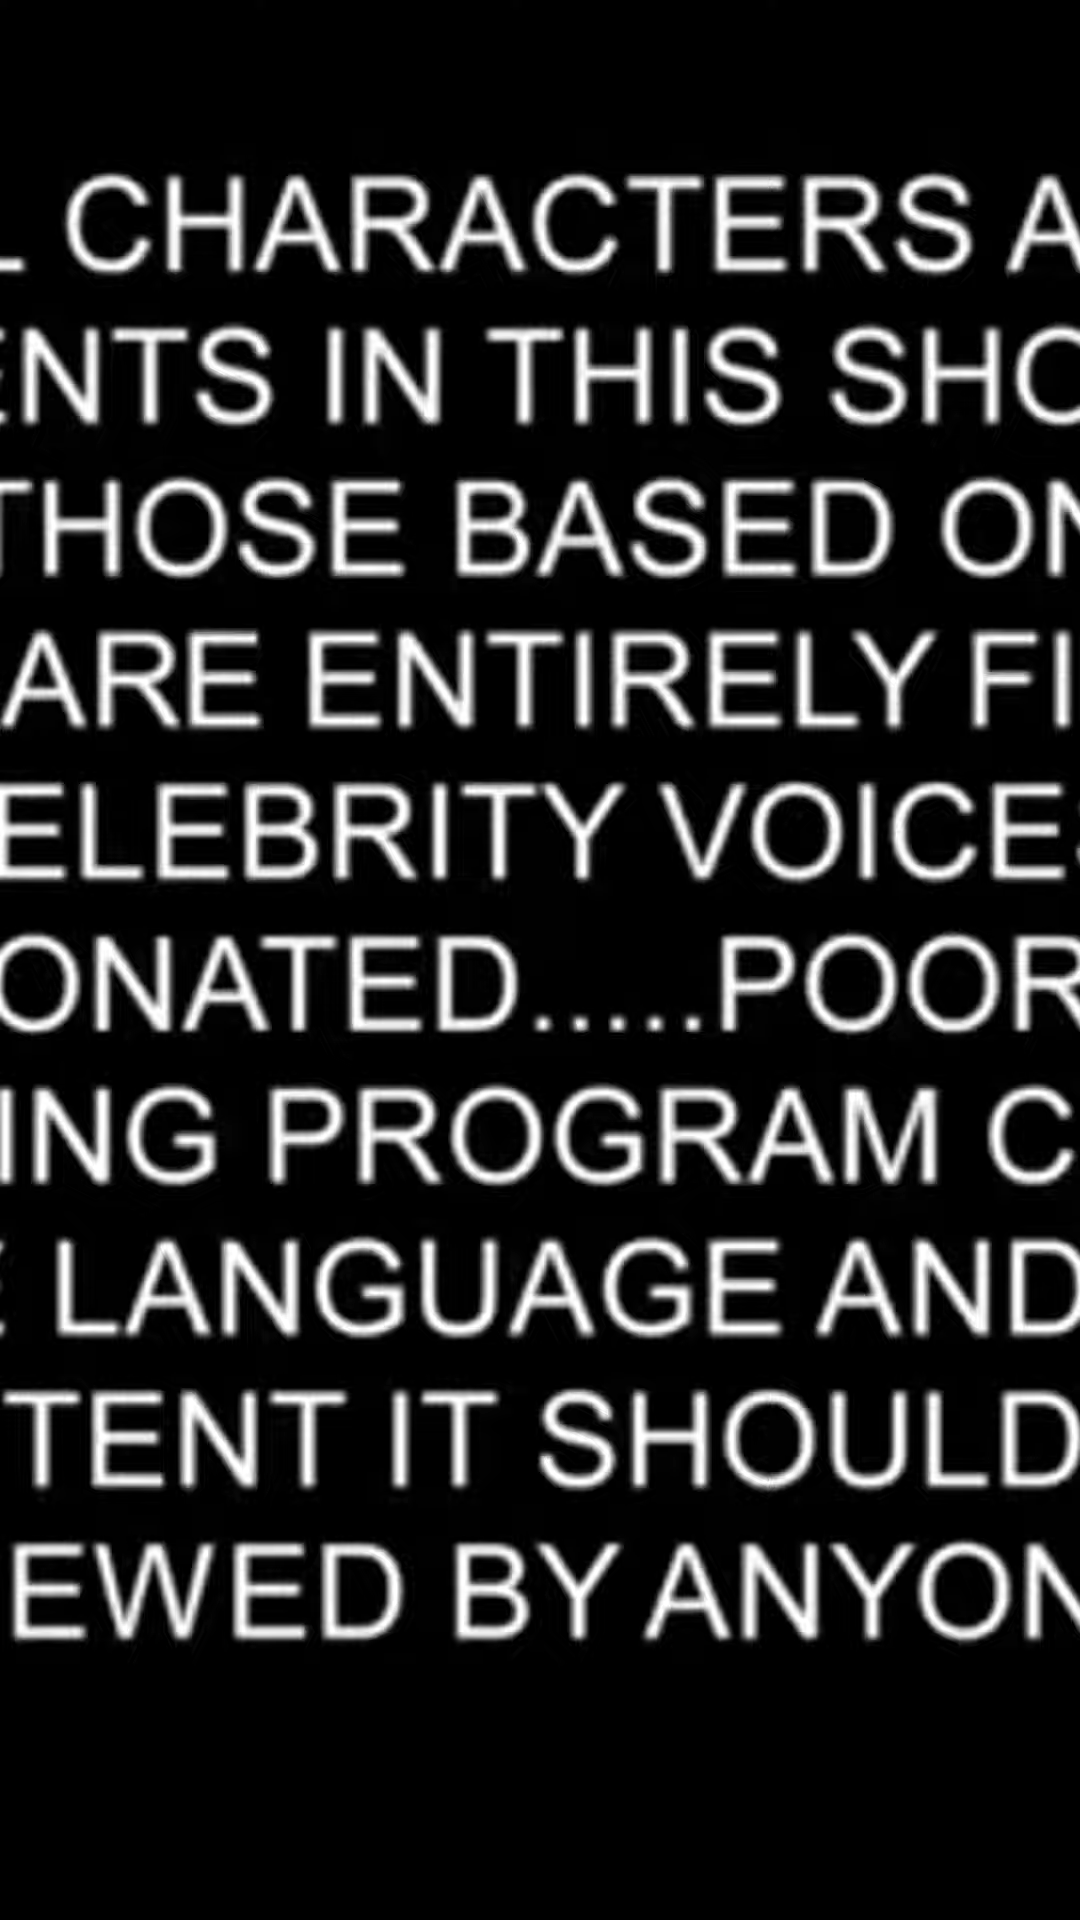 L CHARACTERS A
ENTS IN THIS SHO
THOSE BASED ON
ARE ENTIRELY FI
ELEBRITY VOICES
ONATED.....POOR
ING PROGRAM C
E LANGUAGE AND
TENT IT SHOULD
EWED BY ANYON